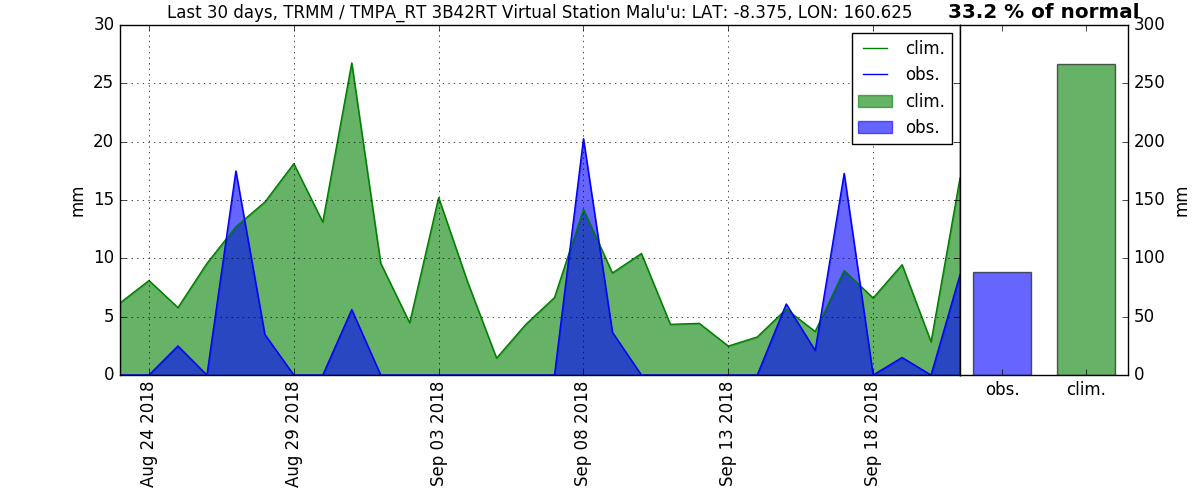 Last 30 days, TRMM / TMPA_RT 3B42RT Virtual Station Malu'u: LAT: -8.375, LON: 160.625
33.2 % of normal
30
25
20
15
10
5
0
mm
clim.
obs.
clim.
obs.
300
250
200
150
100
50
0
mm
obs.
clim.
Aug 24 2018
Aug 29 2018
Sep 03 2018
Sep 08 2018
Sep 13 2018
Sep 18 2018